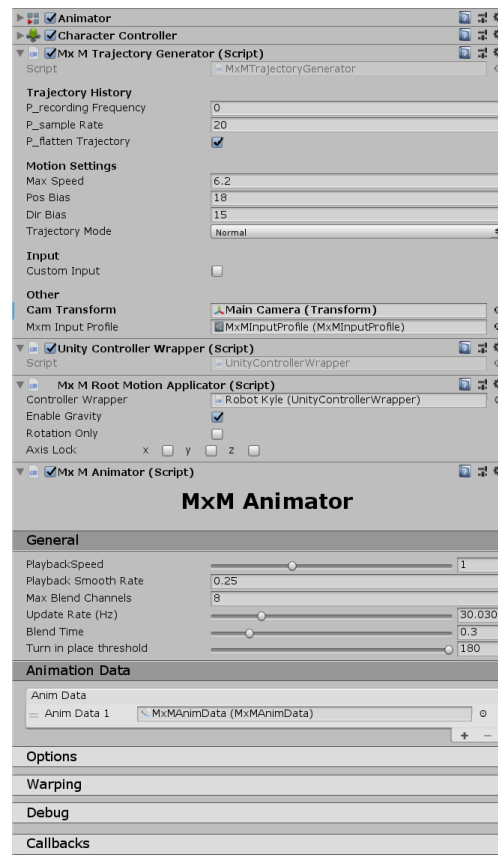 Animator
Character Controller
Mx M Trajectory Generator (Script)
Script MxMTrajectoryGenerator
Trajectory History
P_recording Frequency 0
P_sample Rate 20
P_flatten Trajectory
Motion Settings
Max Speed 6.2
Pos Bias 18
Dir Bias 15
Trajectory Mode Normal
Input
Custom Input
Other
Cam Transform Main Camera (Transform)
Mxm Input Profile MxMInputProfile (MxMInputProfile)
Unity Controller Wrapper (Script)
Script UnityControllerWrapper
Mx M Root Motion Applicator (Script)
Controller Wrapper Robot Kyle (UnityControllerWrapper)
Enable Gravity
Rotation Only
Axis Lock x y z
Mx M Animator (Script)
MxM Animator
General
PlaybackSpeed 1
Playback Smooth Rate 0.25
Max Blend Channels 8
Update Rate (Hz) 30.030
Blend Time 0.3
Turn in place threshold 180
Animation Data
Anim Data
Anim Data 1 MxMAnimData (MxMAnimData)
Options
Warping
Debug
Callbacks